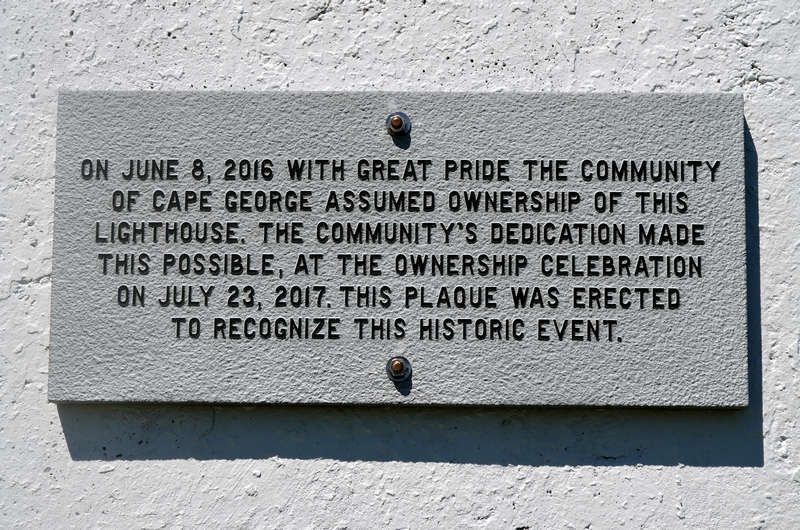 ON JUNE 8, 2016 WITH GREAT PRIDE THE COMMUNITY
OF CAPE GEORGE ASSUMED OWNERSHIP OF THIS
LIGHTHOUSE. THE COMMUNITY'S DEDICATION MADE
THIS POSSIBLE, AT THE OWNERSHIP CELEBRATION
ON JULY 23, 2017. THIS PLAQUE WAS ERECTED
TO RECOGNIZE THIS HISTORIC EVENT.